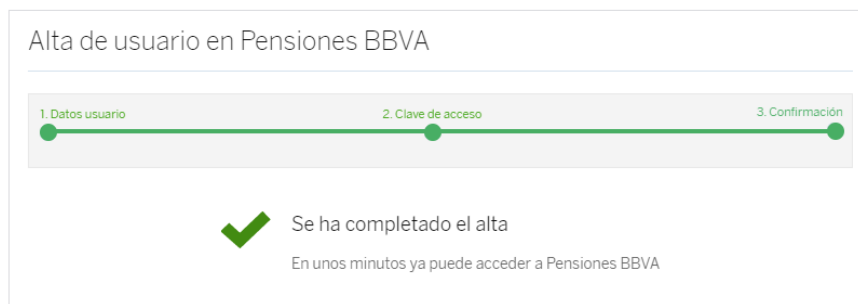 Alta de usuario en Pensiones BBVA
1. Datos usuario
2. Clave de acceso
3. Confirmación
Se ha completado el alta
En unos minutos ya puede acceder a Pensiones BBVA